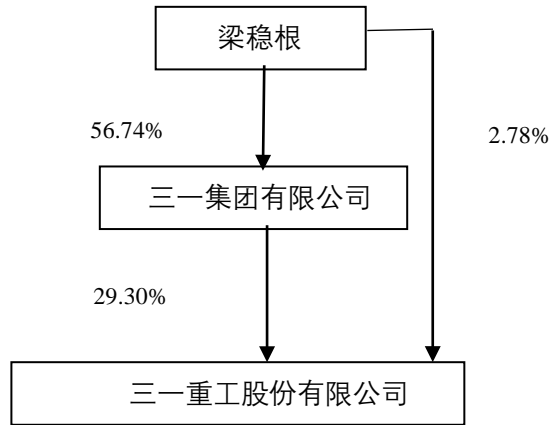 梁稳根
56.74%
2.78%
三一集团有限公司
29.30%
三一重工股份有限公司